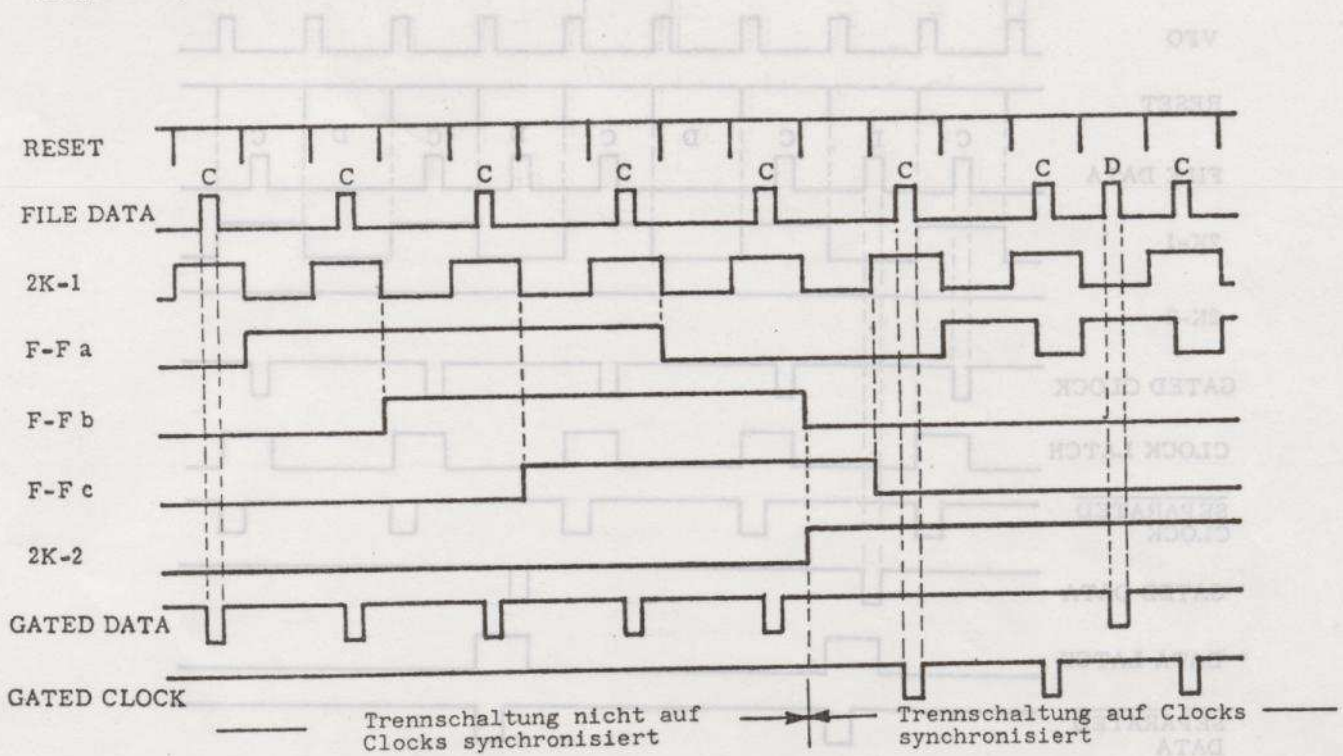 RESET
C C C C C C C D C
FILE DATA
2K-1
F-F a
F-F b
F-F c
2K-2
GATED DATA
GATED CLOCK
Trennschaltung nicht auf
Clocks synchronisiert
Trennschaltung auf Clocks
synchronisiert